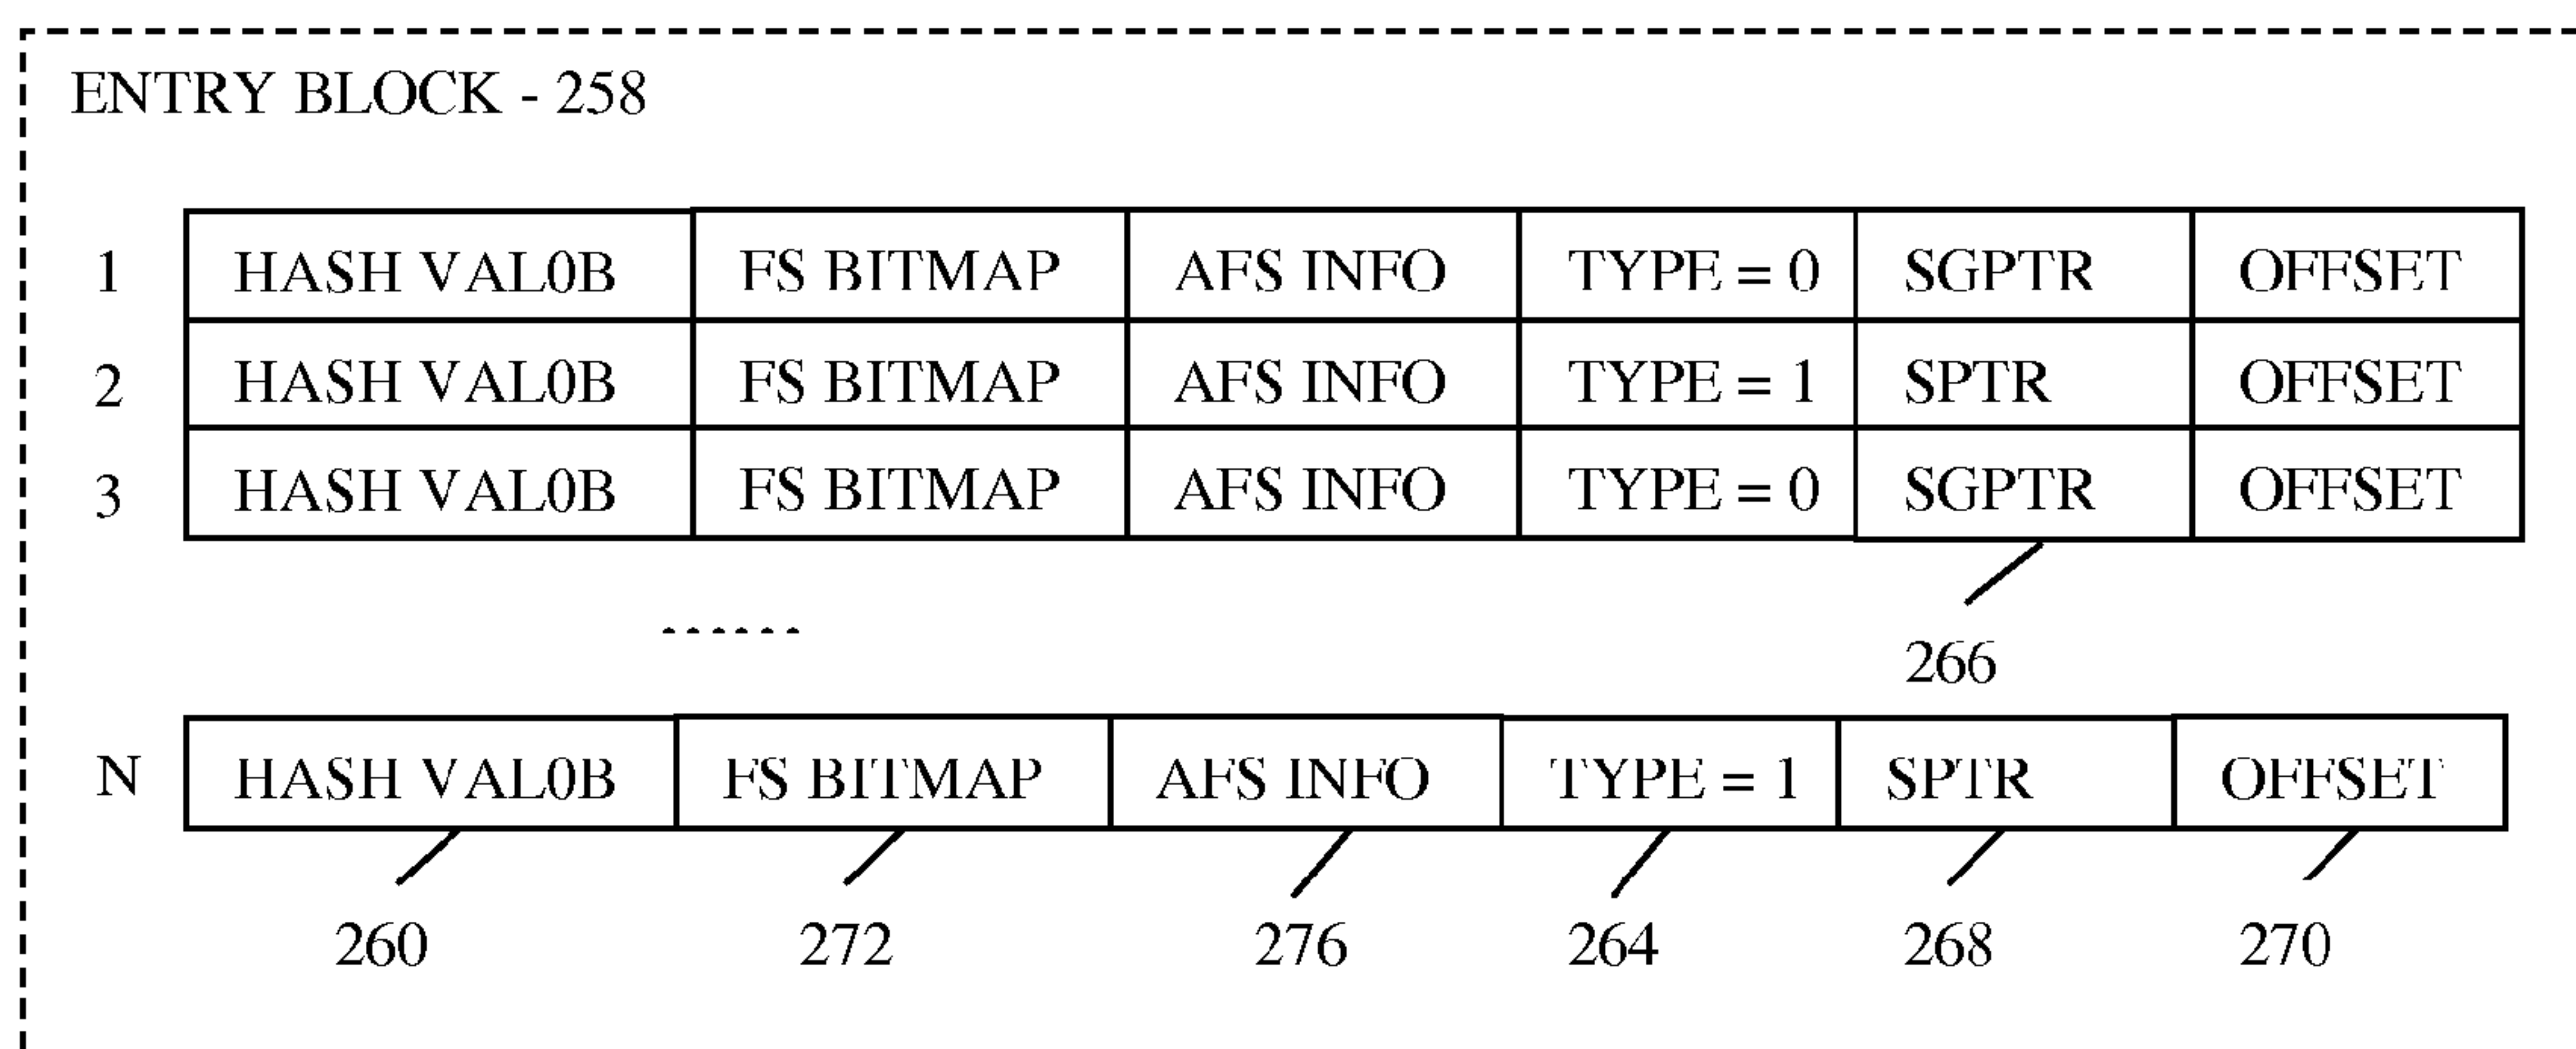 ENTRY BLOCK - 258
1 HASH VAL0B FS BITMAP AFS INFO TYPE = 0 SGPTR OFFSET
2 HASH VAL0B FS BITMAP AFS INFO TYPE = 1 SPTR OFFSET
3 HASH VAL0B FS BITMAP AFS INFO TYPE = 0 SGPTR OFFSET
......
266
N HASH VAL0B FS BITMAP AFS INFO TYPE = 1 SPTR OFFSET
260 272 276 264 268 270